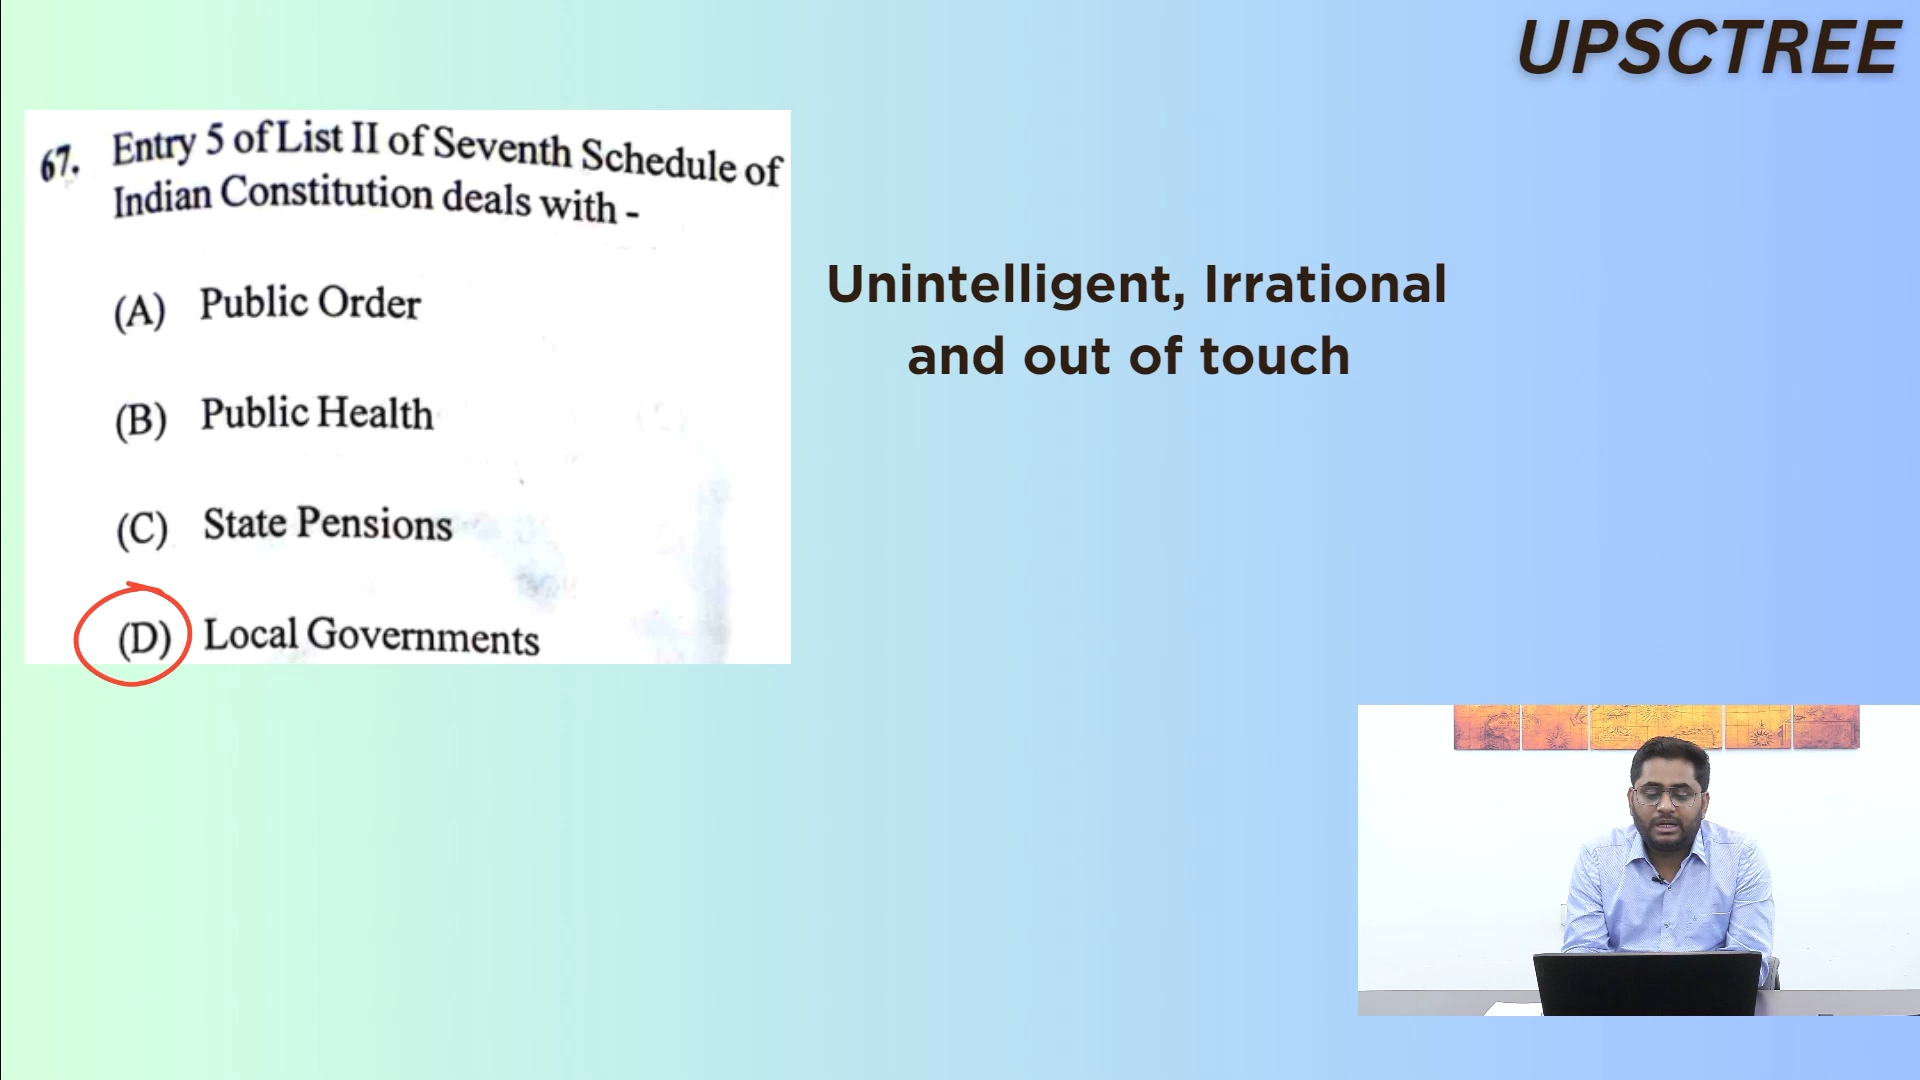 UPSCTREE
67. Entry 5 of List II of Seventh Schedule of
Indian Constitution deals with -
(A) Public Order
(B) Public Health
(C) State Pensions
(D) Local Governments
Unintelligent, Irrational
and out of touch